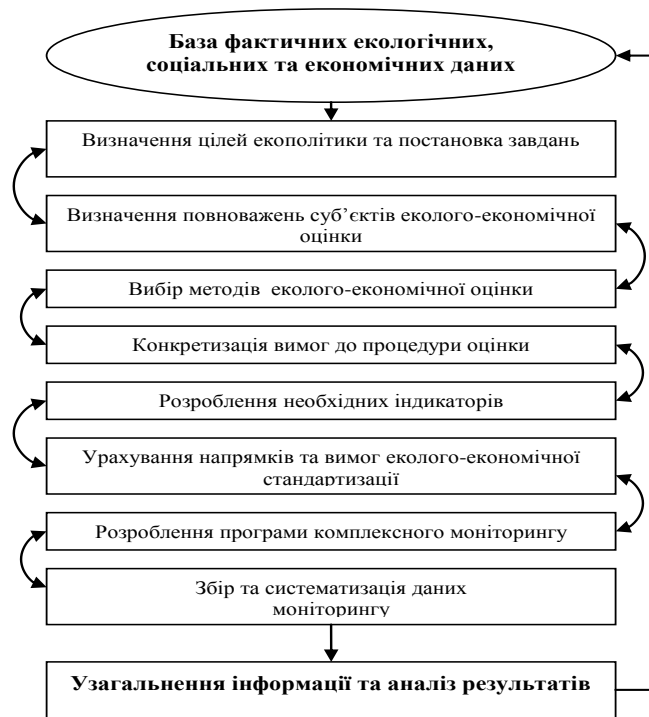 База фактичних екологічних,
соціальних та економічних даних
Визначення цілей екополітики та постановка завдань
Визначення повноважень суб’єктів еколого-економічної
оцінки
Вибір методів еколого-економічної оцінки
Конкретизація вимог до процедури оцінки
Розроблення необхідних індикаторів
Урахування напрямків та вимог еколого-економічної
стандартизації
Розроблення програми комплексного моніторингу
Збір та систематизація даних
моніторингу
Узагальнення інформації та аналіз результатів